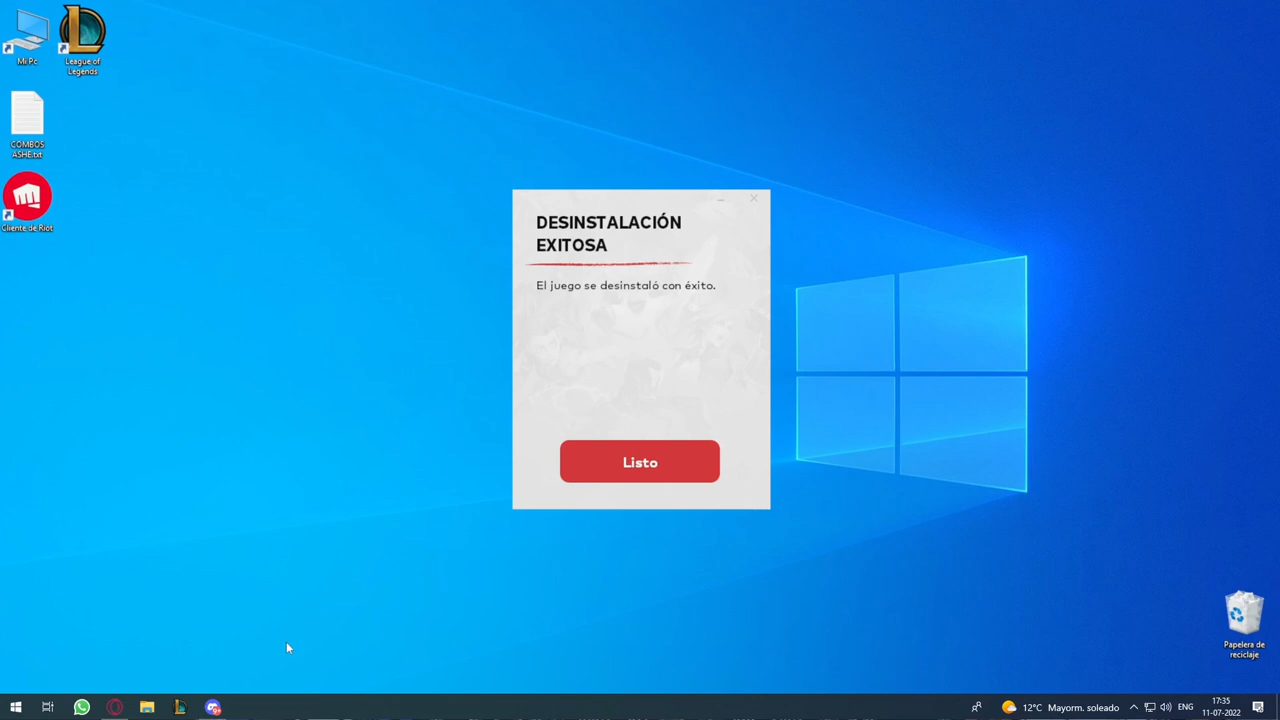 Mi Pc
League of
Legends
COMBOS
ASHE.txt
Cliente de Riot
DESINSTALACIÓN
EXITOSA
El juego se desinstaló con éxito.
Listo
Papelera de
reciclaje
12°C Mayorm. soleado
ENG
17:35
11-07-2022